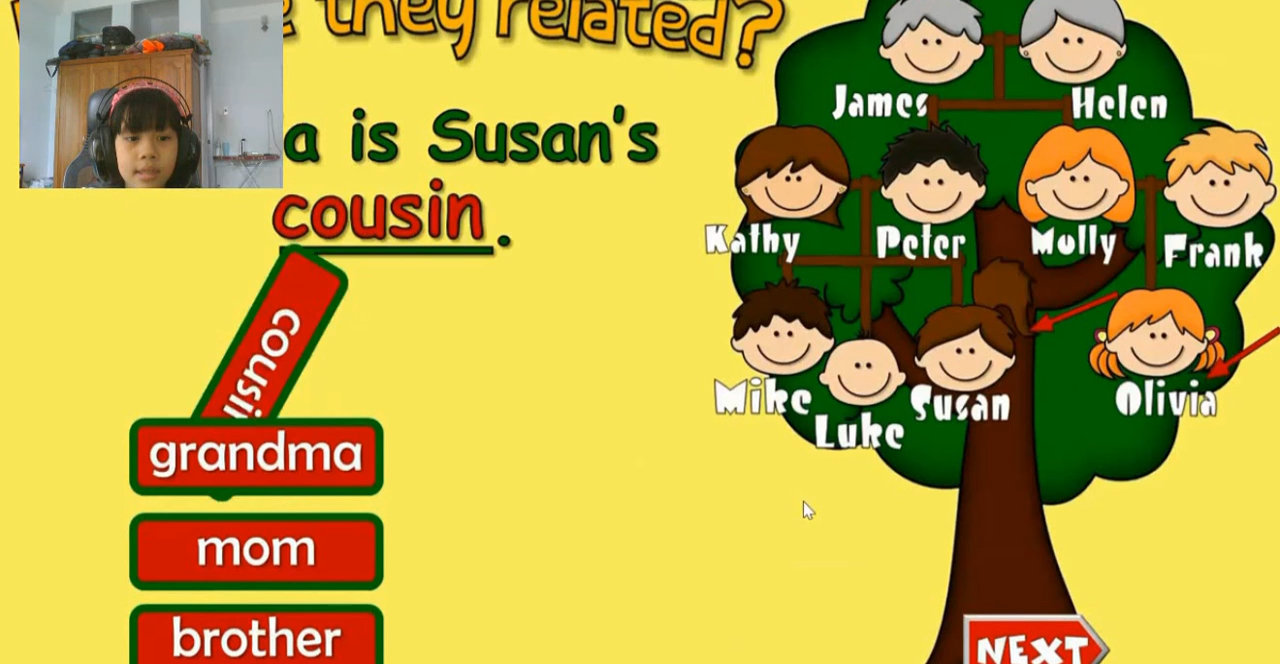 they related?
is Susan's
cousin.
cousin
grandma
mom
brother
James
Helen
Kathy
Peter
Molly
Frank
Mike
Luke
Susan
Olivia
NEXT